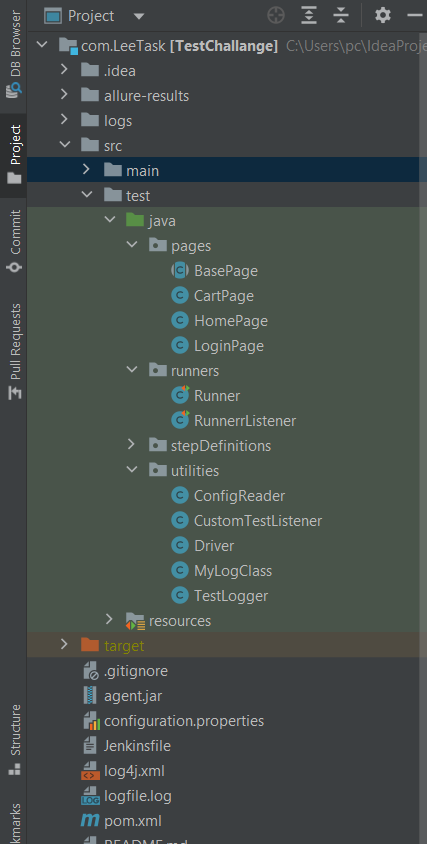 Project
com.LeeTask [TestChallange] C:\Users\pc\IdeaProje
.idea
allure-results
logs
src
main
test
java
pages
BasePage
CartPage
HomePage
LoginPage
runners
Runner
RunnerrListener
stepDefinitions
utilities
ConfigReader
CustomTestListener
Driver
MyLogClass
TestLogger
resources
target
.gitignore
agent.jar
configuration.properties
Jenkinsfile
log4j.xml
logfile.log
pom.xml
README.md
DB Browser
Project
Commit
Pull Requests
Structure
kmarks